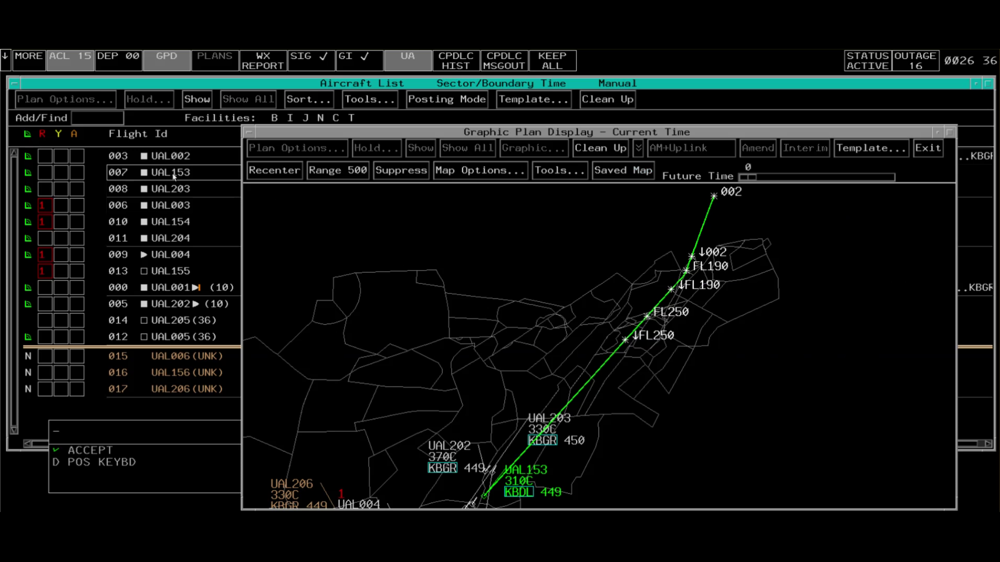 ↓ MORE ACL 15 DEP 00 GPD PLANS WX REPORT SIG ✓ GI ✓ UA CPDLC HIST CPDLC MSGOUT KEEP ALL STATUS ACTIVE OUTAGE 16 0026 36
Aircraft List Sector/Boundary Time Manual
Plan Options... Hold... Show Show All Sort... Tools... Posting Mode Template... Clean Up
Add/Find Facilities: B I J N C T
R Y A Flight Id
003 UAL002
007 UAL153
008 UAL203
006 UAL003
1
010 UAL154
1
011 UAL204
009 UAL004
1
013 UAL155
1
000 UAL001 (10)
005 UAL202 (10)
014 UAL205(36)
012 UAL005(36)
N 015 UAL006(UNK)
N 016 UAL156(UNK)
N 017 UAL206(UNK)
ACCEPT
D POS KEYBD
Graphic Plan Display - Current Time
Plan Options... Hold... Show Show All Graphic... Clean Up AM+Uplink Amend Interim Template... Exit
Recenter Range 500 Suppress Map Options... Tools... Saved Map Future Time 0
002
↓002
FL190
↓FL190
FL250
↓FL250
UAL203
330C
KBGR 450
UAL202
370C
KBGR 449
UAL153
310C
KBDL 449
UAL206
330C
KBGR 449
1
UAL004
..KBGR
..KBGR